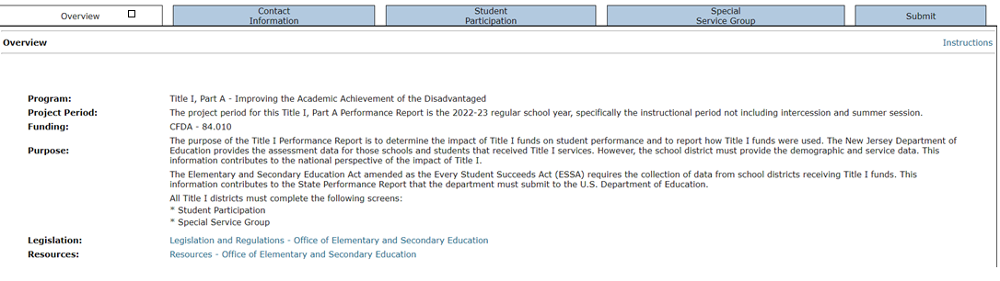 Overview
Contact
Information
Student
Participation
Special
Service Group
Submit
Overview
Instructions
Program:
Title I, Part A - Improving the Academic Achievement of the Disadvantaged
Project Period:
The project period for this Title I, Part A Performance Report is the 2022-23 regular school year, specifically the instructional period not including intercession and summer session.
Funding:
CFDA - 84.010
Purpose:
The purpose of the Title I Performance Report is to determine the impact of Title I funds on student performance and to report how Title I funds were used. The New Jersey Department of
Education provides the assessment data for those schools and students that received Title I services. However, the school district must provide the demographic and service data. This
information contributes to the national perspective of the impact of Title I.
The Elementary and Secondary Education Act amended as the Every Student Succeeds Act (ESSA) requires the collection of data from school districts receiving Title I funds. This
information contributes to the State Performance Report that the department must submit to the U.S. Department of Education.
All Title I districts must complete the following screens:
* Student Participation
* Special Service Group
Legislation:
Legislation and Regulations - Office of Elementary and Secondary Education
Resources:
Resources - Office of Elementary and Secondary Education